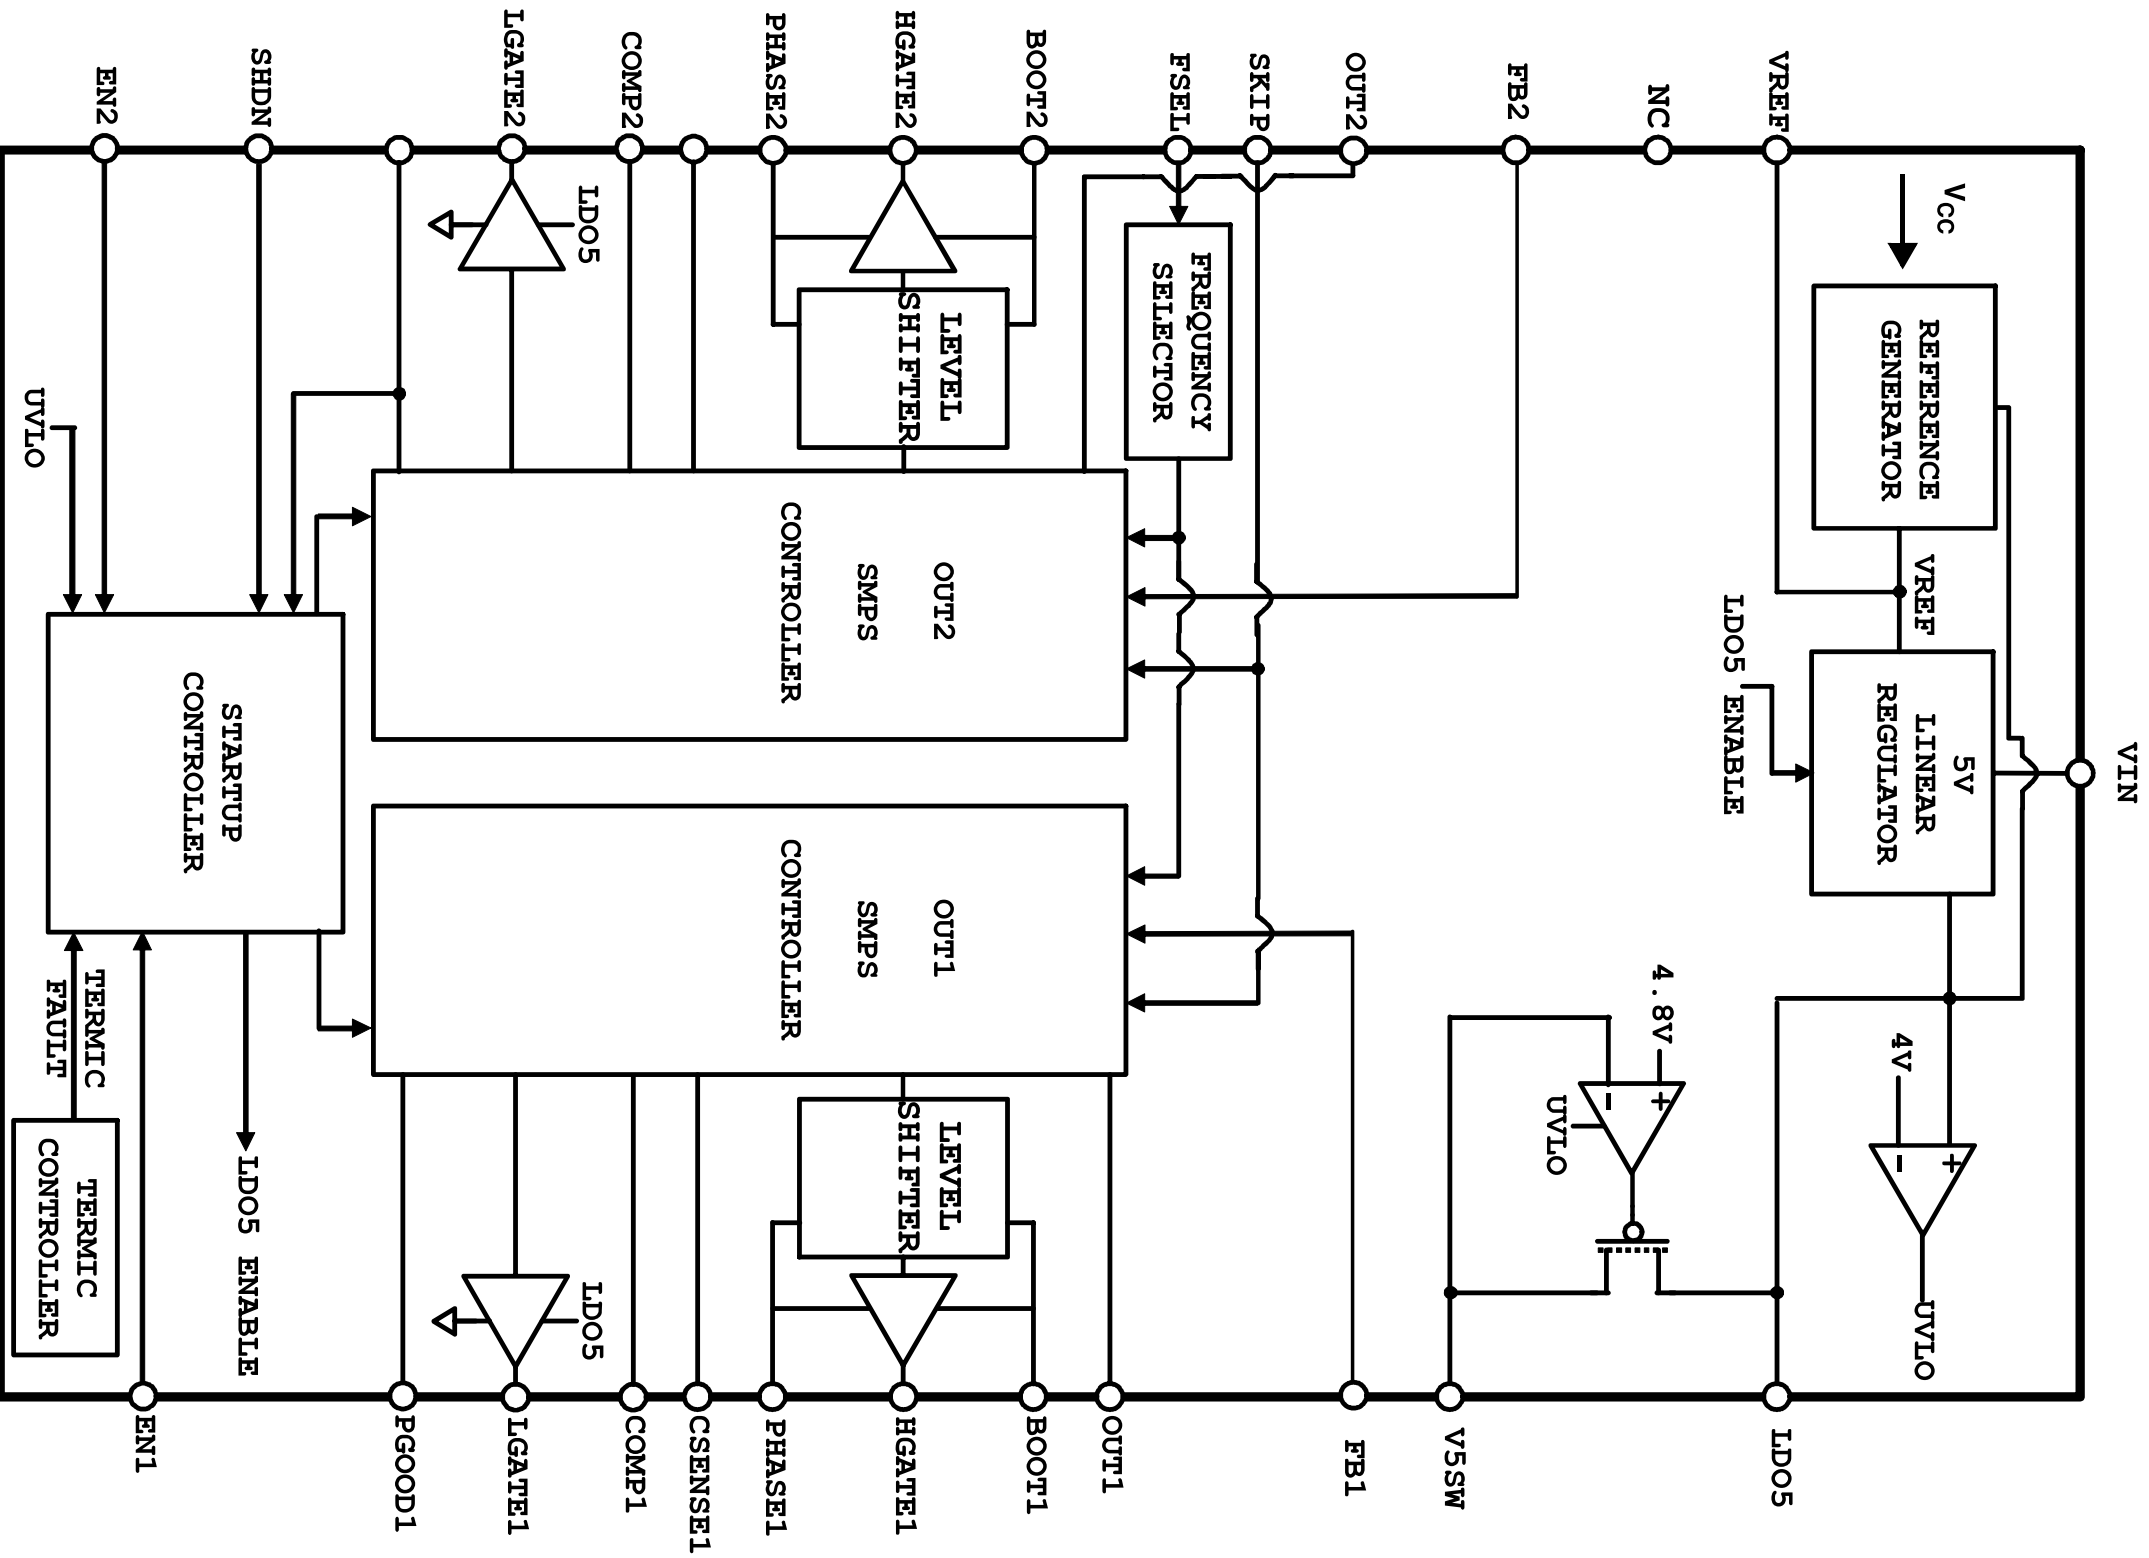 VIN
VREF
NC
FB2
OUT2
SKIP
FSEL
BOOT2
HGATE2
PHASE2
COMP2
LGATE2
SHDN
EN2
VCC
REFERENCE
GENERATOR
VREF
LDO5 ENABLE
5V
LINEAR
REGULATOR
4V
+
-
UVLO
4.8V
+
-
UVLO
FREQUENCY
SELECTOR
LEVEL
SHIFTER
LDO5
OUT2
SMPS
CONTROLLER
OUT1
SMPS
CONTROLLER
LEVEL
SHIFTER
LDO5
UVLO
STARTUP
CONTROLLER
LDO5 ENABLE
TERMIC
FAULT
TERMIC
CONTROLLER
LDO5
V5SW
FB1
OUT1
BOOT1
HGATE1
PHASE1
CSENSE1
COMP1
LGATE1
PGOOD1
EN1